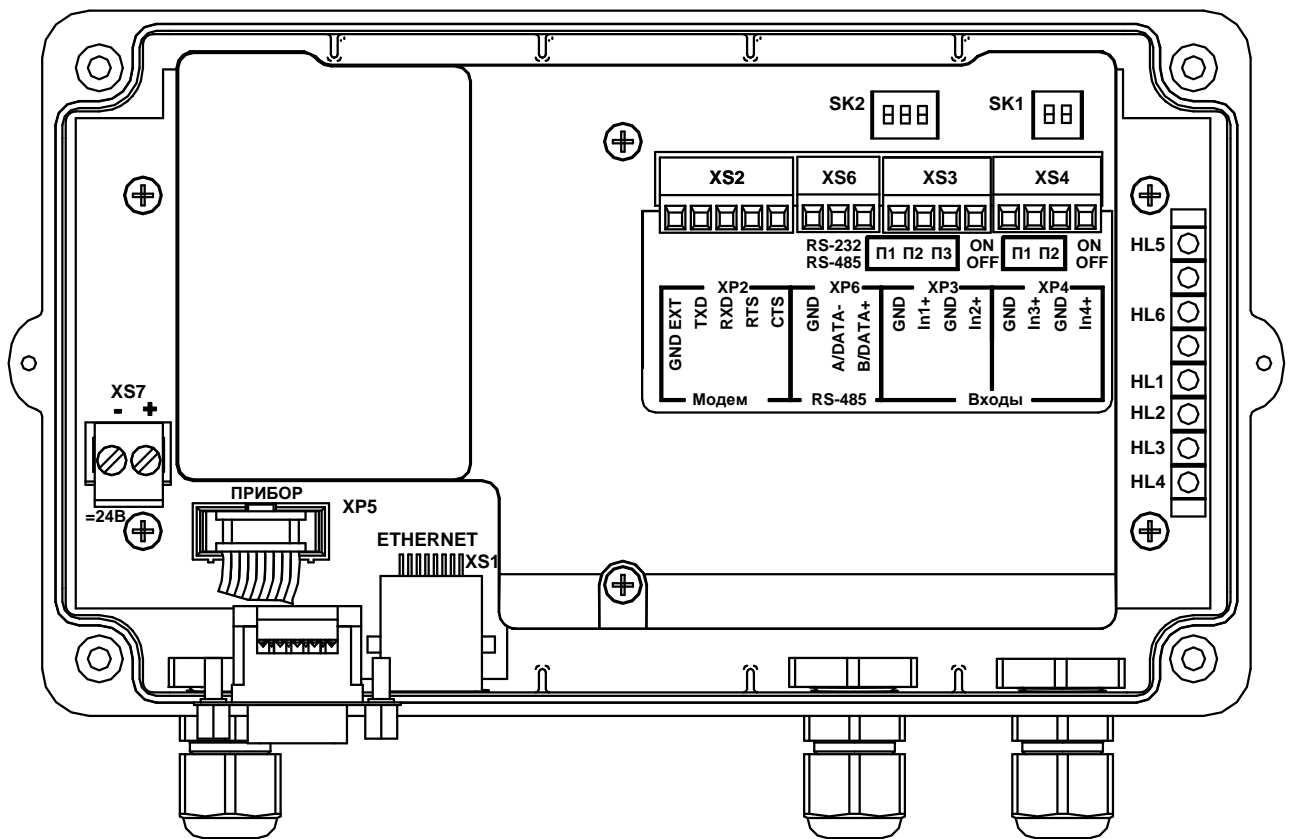 SK2 SK1
XS2 XS6 XS3 XS4
RS-232 П1 П2 П3 ON П1 П2 ON
RS-485 OFF OFF
XP2 XP6 XP3 XP4
GND EXT
TXD
RXD
RTS
CTS
GND
A/DATA-
B/DATA+
GND
In1+
GND
In2+
GND
In3+
GND
In4+
Модем RS-485 Входы
HL5
HL6
HL1
HL2
HL3
HL4
XS7
- +
=24В
ПРИБОР
XP5
ETHERNET
XS1